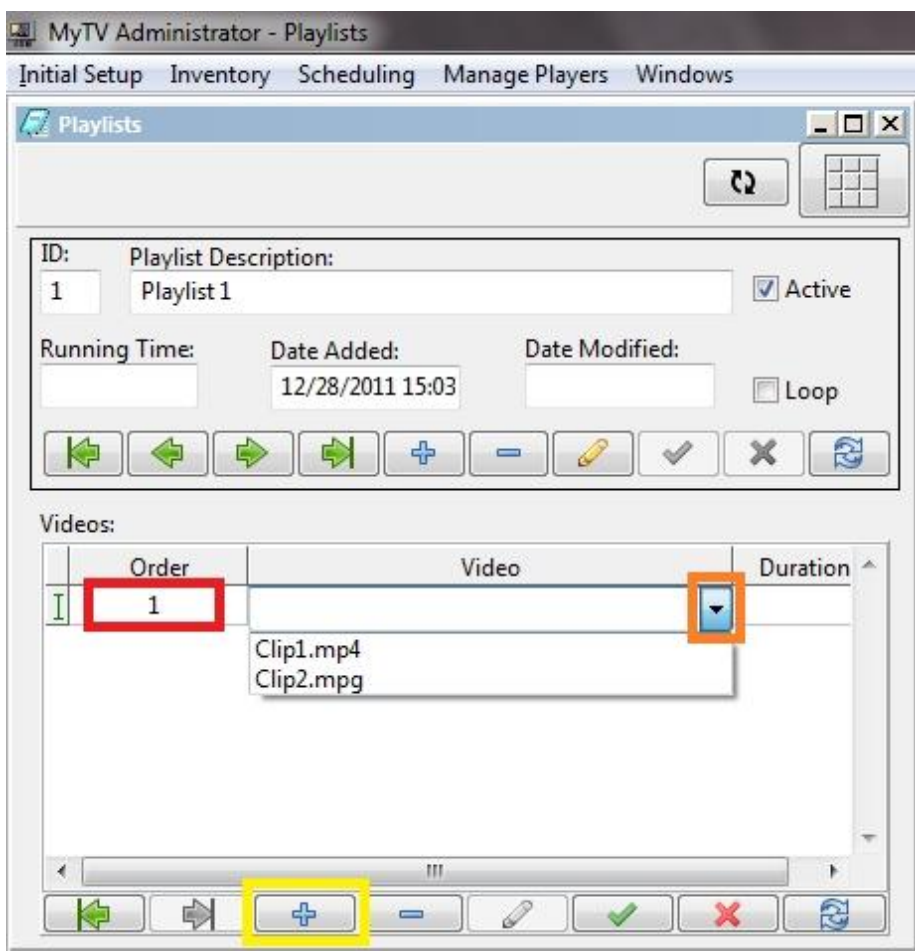 MyTV Administrator - Playlists
Initial Setup Inventory Scheduling Manage Players Windows
Playlists
ID: Playlist Description:
1 Playlist 1 Active
Running Time: Date Added: Date Modified:
12/28/2011 15:03 Loop
Videos:
Order Video Duration
1
Clip1.mp4
Clip2.mpg